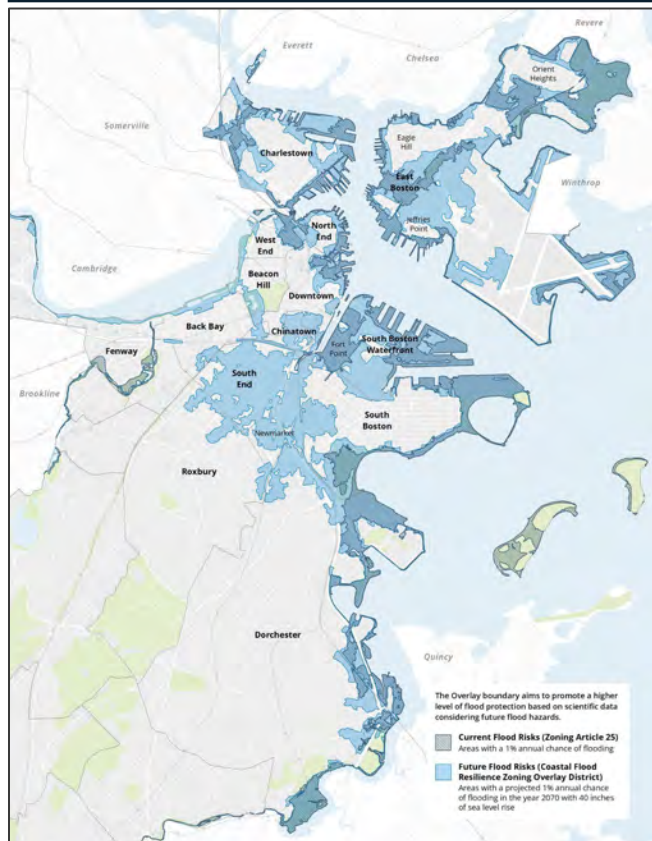 Revere
Everett
Chelsea
Orient
Heights
Somerville
Eagle
Hill
Charlestown
East
Boston
Winthrop
Jeffries
Point
North
End
West
End
Cambridge
Beacon
Hill
Downtown
Back Bay
Chinatown
Fort
Point
South Boston
Waterfront
Fenway
South
End
Brookline
South
Boston
Newmarket
Roxbury
Dorchester
Quincy
The Overlay boundary aims to promote a higher
level of flood protection based on scientific data
considering future flood hazards.
Current Flood Risks (Zoning Article 25)
Areas with a 1% annual chance of flooding
Future Flood Risks (Coastal Flood
Resilience Zoning Overlay District)
Areas with a projected 1% annual chance
of flooding in the year 2070 with 40 inches
of sea level rise